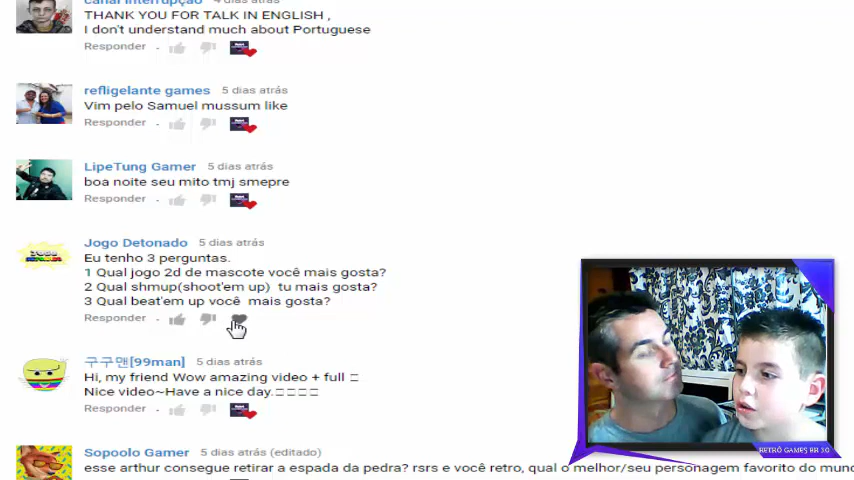 canal Interrupção 4 dias atrás
THANK YOU FOR TALK IN ENGLISH ,
I don't understand much about Portuguese
Responder
refligelante games 5 dias atrás
Vim pelo Samuel mussum like
Responder
LipeTung Gamer 5 dias atrás
boa noite seu mito tmj smepre
Responder
Jogo Detonado 5 dias atrás
Eu tenho 3 perguntas.
1 Qual jogo 2d de mascote você mais gosta?
2 Qual shmup(shoot'em up) tu mais gosta?
3 Qual beat'em up você mais gosta?
Responder
구구맨[99man] 5 dias atrás
Hi, my friend Wow amazing video + full
Nice video~Have a nice day.
Responder
Sopoolo Gamer 5 dias atrás (editado)
esse arthur consegue retirar a espada da pedra? rsrs e você retro, qual o melhor/seu personagem favorito do mund
RETRÔ GAMES BR 3.0